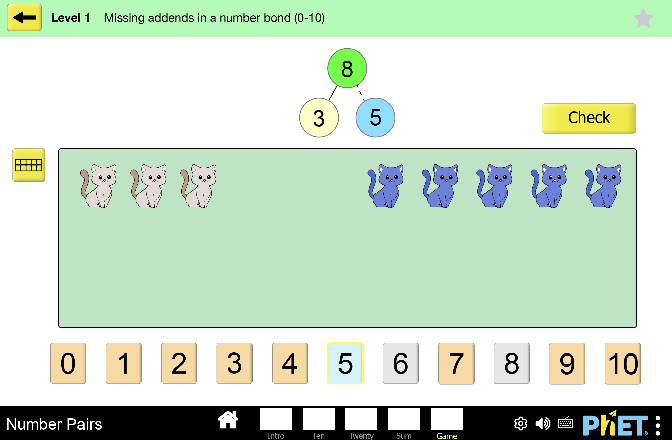 Level 1 Missing addends in a number bond (0-10)
8
3 5
Check
0 1 2 3 4 5 6 7 8 9 10
Number Pairs
Intro Ten Twenty Sum Game
PhET